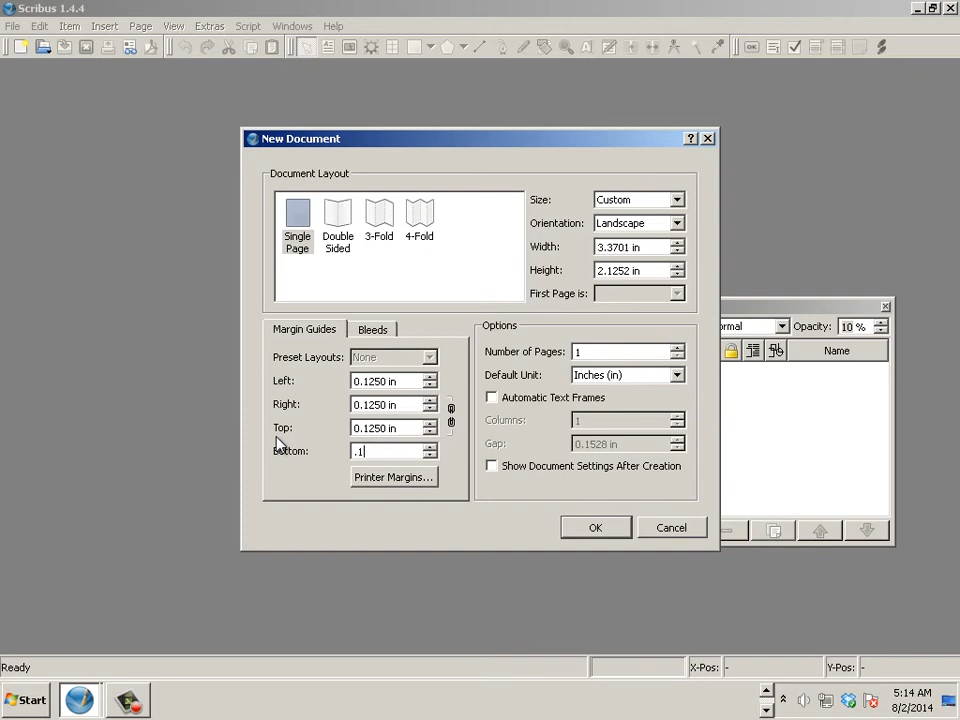 Scribus 1.4.4
File Edit Item Insert Page View Extras Script Windows Help
New Document
Document Layout
Single Page
Double Sided
3-Fold
4-Fold
Size: Custom
Orientation: Landscape
Width: 3.3701 in
Height: 2.1252 in
First Page is:
Margin Guides Bleeds
Preset Layouts: None
Left: 0.1250 in
Right: 0.1250 in
Top: 0.1250 in
Bottom: .1
Printer Margins...
Options
Number of Pages: 1
Default Unit: Inches (in)
Automatic Text Frames
Columns: 1
Gap: 0.1528 in
Show Document Settings After Creation
OK Cancel
Opacity: 10 %
Name
Ready
X-Pos: -
Y-Pos: -
Start
5:14 AM
8/2/2014